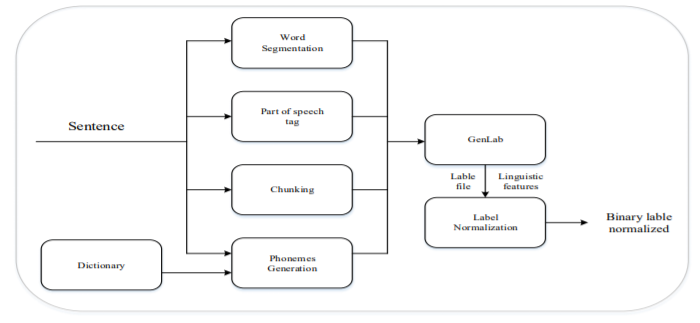 Word
Segmentation
Sentence
Part of speech
tag
GenLab
Lable
file
Linguistic
features
Chunking
Label
Normalization
Binary lable
normalized
Dictionary
Phonemes
Generation